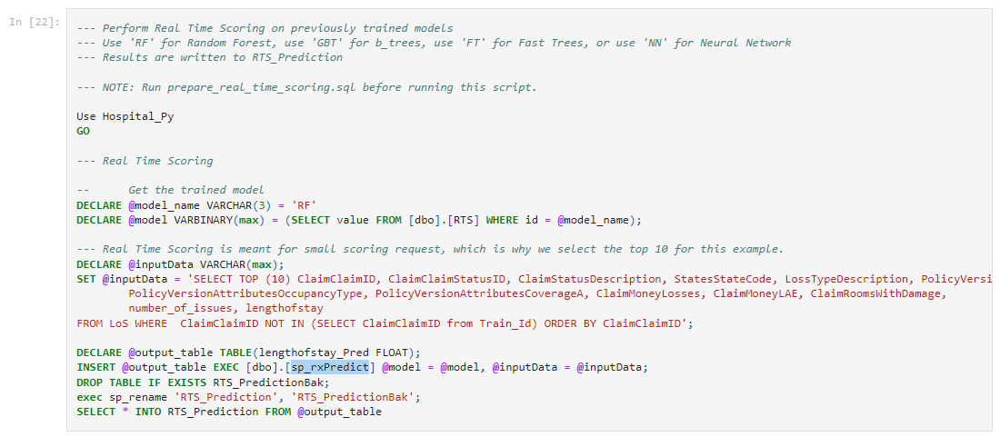 In [22]:
--- Perform Real Time Scoring on previously trained models
--- Use 'RF' for Random Forest, use 'GBT' for b_trees, use 'FT' for Fast Trees, or use 'NN' for Neural Network
--- Results are written to RTS_Prediction
--- NOTE: Run prepare_real_time_scoring.sql before running this script.
Use Hospital_Py
GO
--- Real Time Scoring
-- Get the trained model
DECLARE @model_name VARCHAR(3) = 'RF'
DECLARE @model VARBINARY(max) = (SELECT value FROM [dbo].[RTS] WHERE id = @model_name);
--- Real Time Scoring is meant for small scoring request, which is why we select the top 10 for this example.
DECLARE @inputData VARCHAR(max);
SET @inputData = 'SELECT TOP (10) ClaimClaimID, ClaimClaimStatusID, ClaimStatusDescription, StatesStateCode, LossTypeDescription, PolicyVersi
PolicyVersionAttributesOccupancyType, PolicyVersionAttributesCoverageA, ClaimMoneyLosses, ClaimMoneyLAE, ClaimRoomsWithDamage,
number_of_issues, lengthofstay
FROM LoS WHERE  ClaimClaimID NOT IN (SELECT ClaimClaimID from Train_Id) ORDER BY ClaimClaimID';
DECLARE @output_table TABLE(lengthofstay_Pred FLOAT);
INSERT @output_table EXEC [dbo].[sp_rxPredict] @model = @model, @inputData = @inputData;
DROP TABLE IF EXISTS RTS_PredictionBak;
exec sp_rename 'RTS_Prediction', 'RTS_PredictionBak';
SELECT * INTO RTS_Prediction FROM @output_table